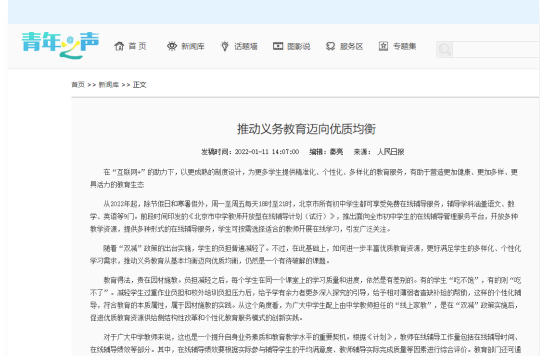 青年之声
首页 新闻库 话题墙 图影说 服务区 专题集
首页 >> 新闻库 >> 正文
推动义务教育迈向优质均衡
发稿时间：2022-01-11 14:07:00 编辑：秦亮 来源： 人民日报
在“互联网+”的助力下，以更成熟的制度设计，为更多学生提供精准化、个性化、多样化的教育服务，有助于营造更加健康、更加多样、更
具活力的教育生态
从2022年起，除节假日和寒暑假外，周一至周五每天18时至21时，北京市所有初中学生都可享受免费在线辅导服务，辅导学科涵盖语文、数
学、英语等9门。前段时间印发的《北京市中学教师开放型在线辅导计划（试行）》，推出面向全市初中学生的在线辅导管理服务平台，开放多种
教学资源，提供多种形式的在线辅导服务，学生可按需选择适合的教师开展在线学习，引发广泛关注。
随着“双减”政策的出台实施，学生的负担普遍减轻了。不过，在此基础上，如何进一步丰富优质教育资源，更好满足学生的多样化、个性化
学习需求，推动义务教育从基本均衡迈向优质均衡，仍然是一个有待破解的课题。
教育得法，贵在因材施教。负担减轻之后，每个学生在同一个课堂上的学习质量和进度，依然是有差别的。有的学生“吃不饱”，有的则“吃
不了”。减轻学生过重作业负担和校外培训负担压力后，给予学有余力者更多深入探究的引导，给予相对薄弱者查缺补拾的帮助，这样的个性化辅
导，符合教育的本质属性，属于因材施教的实践。从这个角度看，为广大中学生配上由中学教师担任的“线上家教”，是在“双减”政策实施后，
促进优质教育资源供给侧结构性改革和个性化教育服务模式的创新实践。
对于广大中学教师来说，这也是一个提升自身业务素质和教育教学水平的重要契机。根据《计划》，教师在线辅导工作量包括在线辅导时间、
在线辅导绩效等部分。其中，在线辅导绩效要根据实际参与辅导学生的平均满意度、教师辅导实际完成质量等因素进行综合评价。教育部门还可通